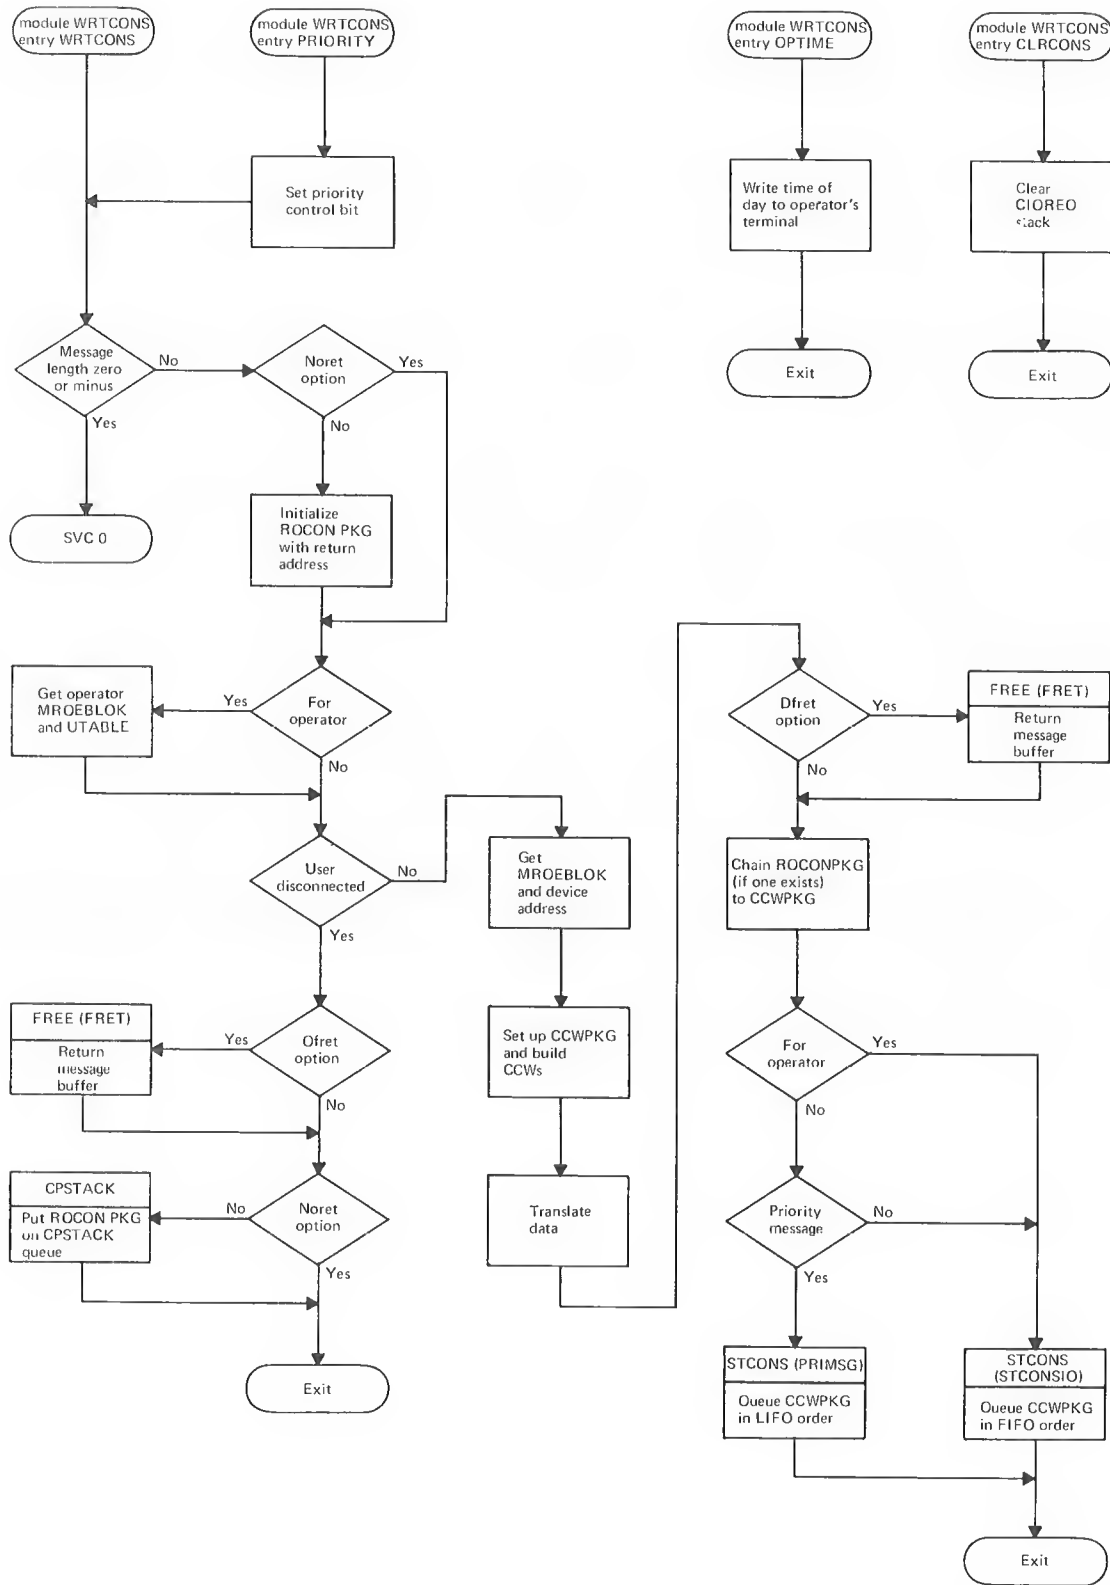 module WRTCONS
entry WRTCONS
module WRTCONS
entry PRIORITY
Set priority
control bit
Message
length zero
or minus
No
Yes
SVC 0
Noret
option
Yes
No
Initialize
ROCON PKG
with return
address
For
operator
Yes
No
Get operator
MROEBLOK
and UTABLE
User
disconnected
No
Yes
Get
MROEBLOK
and device
address
Set up CCWPKG
and build
CCWs
Translate
data
Ofret
option
Yes
No
FREE (FRET)
Return
message
buffer
Noret
option
No
Yes
CPSTACK
Put ROCON PKG
on CPSTACK
queue
Exit
module WRTCONS
entry OPTIME
Write time of
day to operator's
terminal
Exit
module WRTCONS
entry CLRCONS
Clear
CIOREO
stack
Exit
Dfret
option
Yes
No
FREE (FRET)
Return
message
buffer
Chain ROCONPKG
(if one exists)
to CCWPKG
For
operator
Yes
No
Priority
message
No
Yes
STCONS (PRIMSG)
Queue CCWPKG
in LIFO order
STCONS
(STCONSIO)
Queue CCWPKG
in FIFO order
Exit